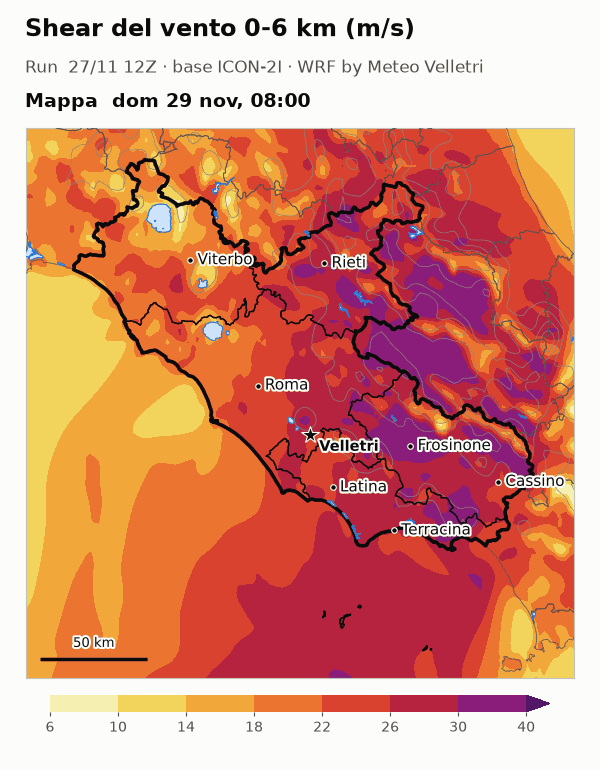 Shear del vento 0-6 km (m/s)
Run  27/11 12Z · base ICON-2I · WRF by Meteo Velletri
Mappa  dom 29 nov, 08:00
Viterbo
Rieti
Roma
Velletri
Frosinone
Latina
Cassino
Terracina
50 km
6 10 14 18 22 26 30 40